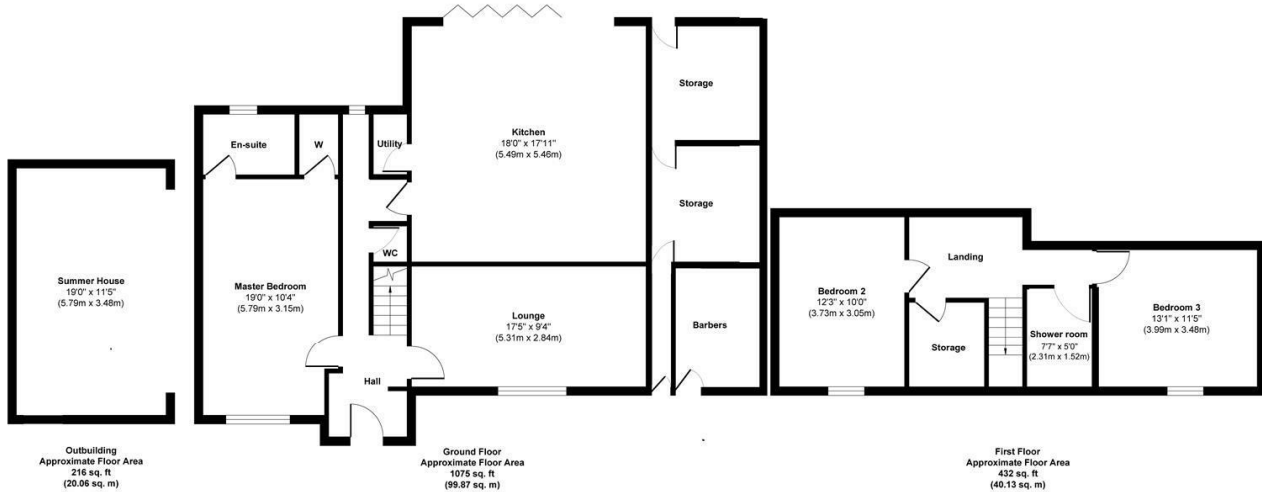 Summer House
19'0" x 11'5"
(5.79m x 3.48m)
Outbuilding
Approximate Floor Area
216 sq. ft
(20.06 sq. m)
En-suite
W
Utility
Kitchen
18'0" x 17'11"
(5.49m x 5.46m)
Storage
Storage
WC
Master Bedroom
19'0" x 10'4"
(5.79m x 3.15m)
Lounge
17'5" x 9'4"
(5.31m x 2.84m)
Barbers
Hall
Ground Floor
Approximate Floor Area
1075 sq. ft
(99.87 sq. m)
Landing
Bedroom 2
12'3" x 10'0"
(3.73m x 3.05m)
Bedroom 3
13'1" x 11'5"
(3.99m x 3.48m)
Storage
Shower room
7'7" x 5'0"
(2.31m x 1.52m)
First Floor
Approximate Floor Area
432 sq. ft
(40.13 sq. m)